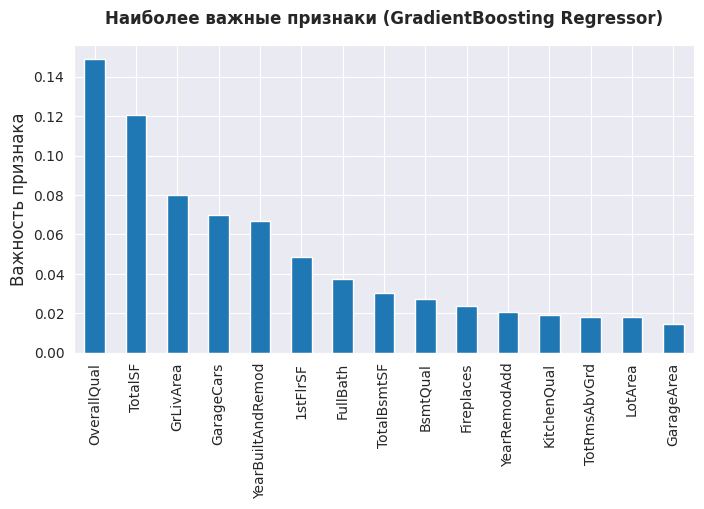 Наиболее важные признаки (GradientBoosting Regressor)
Важность признака
0.14
0.12
0.10
0.08
0.06
0.04
0.02
0.00
OverallQual
TotalSF
GrLivArea
GarageCars
YearBuiltAndRemod
1stFlrSF
FullBath
TotalBsmtSF
BsmtQual
Fireplaces
YearRemodAdd
KitchenQual
TotRmsAbvGrd
LotArea
GarageArea